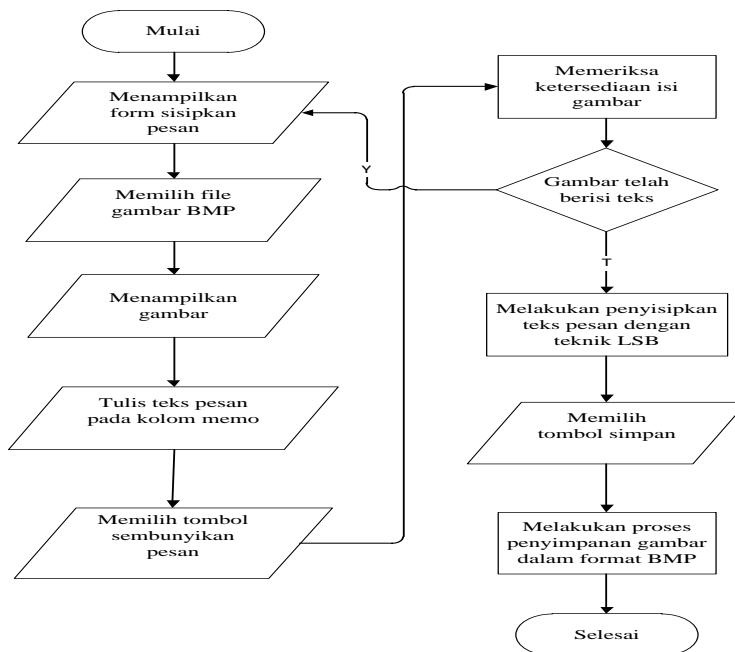 Mulai
Menampilkan
form sisipkan
pesan
Memilih file
gambar BMP
Menampilkan
gambar
Tulis teks pesan
pada kolom memo
Memilih tombol
sembunyikan
pesan
Memeriksa
ketersediaan isi
gambar
Gambar telah
berisi teks
Y
T
Melakukan penyisipkan
teks pesan dengan
teknik LSB
Memilih
tombol simpan
Melakukan proses
penyimpanan gambar
dalam format BMP
Selesai